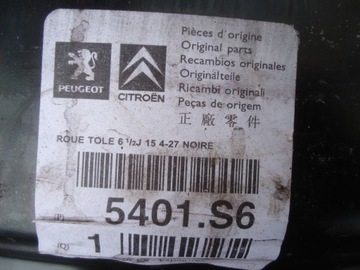 Pièces d'origine
Original parts
Recambios originales
Originalteile
Ricambi originali
Peças de origem
正廠零件
PEUGEOT
CITROËN
ROUE TOLE 6 1/2J 15 4-27 NOIRE
(P) 5401.S6
(Q) 1